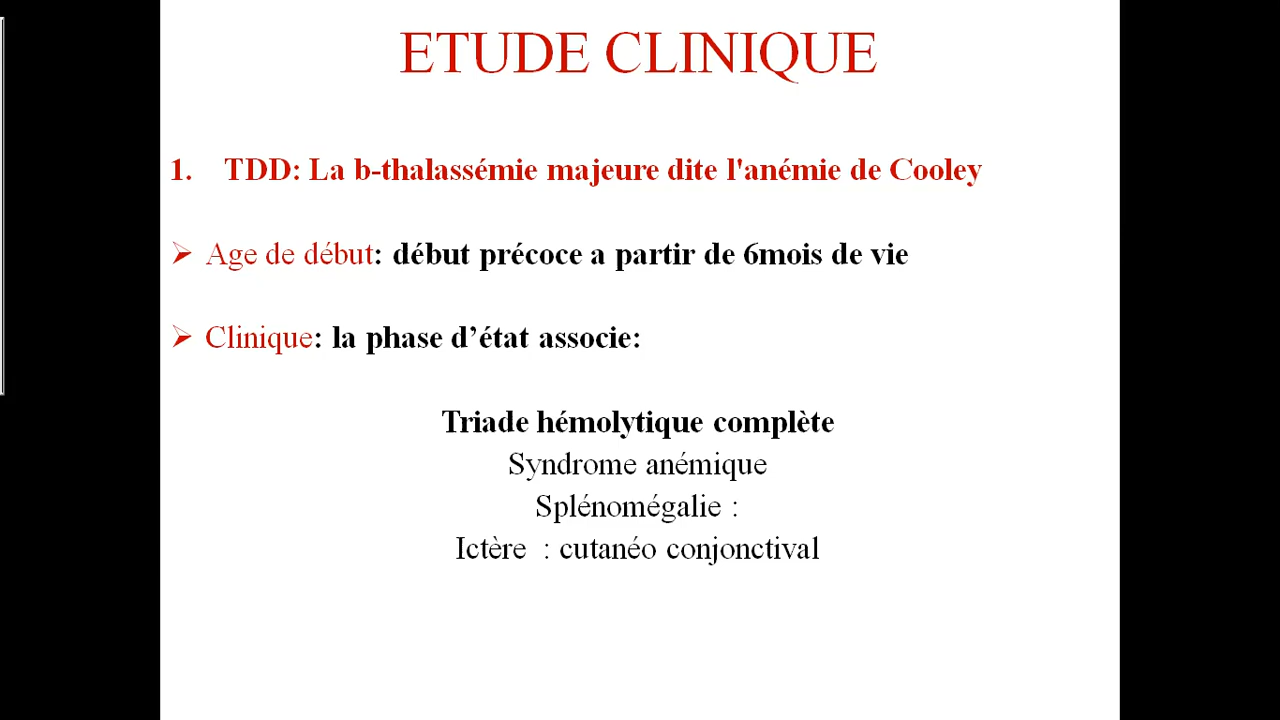 ETUDE CLINIQUE
1. TDD: La b-thalassémie majeure dite l'anémie de Cooley
➢ Age de début: début précoce a partir de 6mois de vie
➢ Clinique: la phase d’état associe:
Triade hémolytique complète
Syndrome anémique
Splénomégalie :
Ictère : cutanéo conjonctival